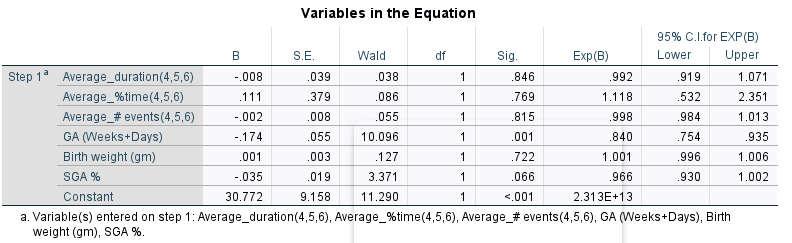 Variables in the Equation
95% C.I.for EXP(B)
B S.E. Wald df Sig. Exp(B) Lower Upper
Step 1a Average_duration(4,5,6) -.008 .039 .038 1 .846 .992 .919 1.071
Average_%time(4,5,6) .111 .379 .086 1 .769 1.118 .532 2.351
Average_# events(4,5,6) -.002 .008 .055 1 .815 .998 .984 1.013
GA (Weeks+Days) -.174 .055 10.096 1 .001 .840 .754 .935
Birth weight (gm) .001 .003 .127 1 .722 1.001 .996 1.006
SGA % -.035 .019 3.371 1 .066 .966 .930 1.002
Constant 30.772 9.158 11.290 1 <.001 2.313E+13
a. Variable(s) entered on step 1: Average_duration(4,5,6), Average_%time(4,5,6), Average_# events(4,5,6), GA (Weeks+Days), Birth
weight (gm), SGA %.